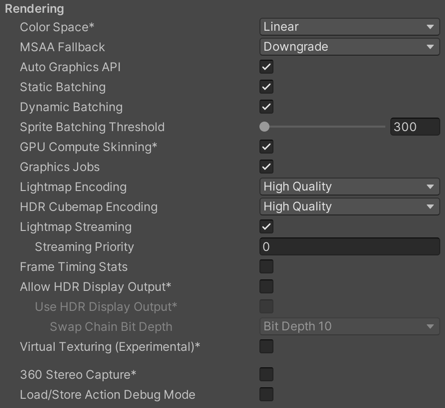 Rendering
Color Space* Linear
MSAA Fallback Downgrade
Auto Graphics API
Static Batching
Dynamic Batching
Sprite Batching Threshold 300
GPU Compute Skinning*
Graphics Jobs
Lightmap Encoding High Quality
HDR Cubemap Encoding High Quality
Lightmap Streaming
Streaming Priority 0
Frame Timing Stats
Allow HDR Display Output*
Use HDR Display Output*
Swap Chain Bit Depth Bit Depth 10
Virtual Texturing (Experimental)*
360 Stereo Capture*
Load/Store Action Debug Mode